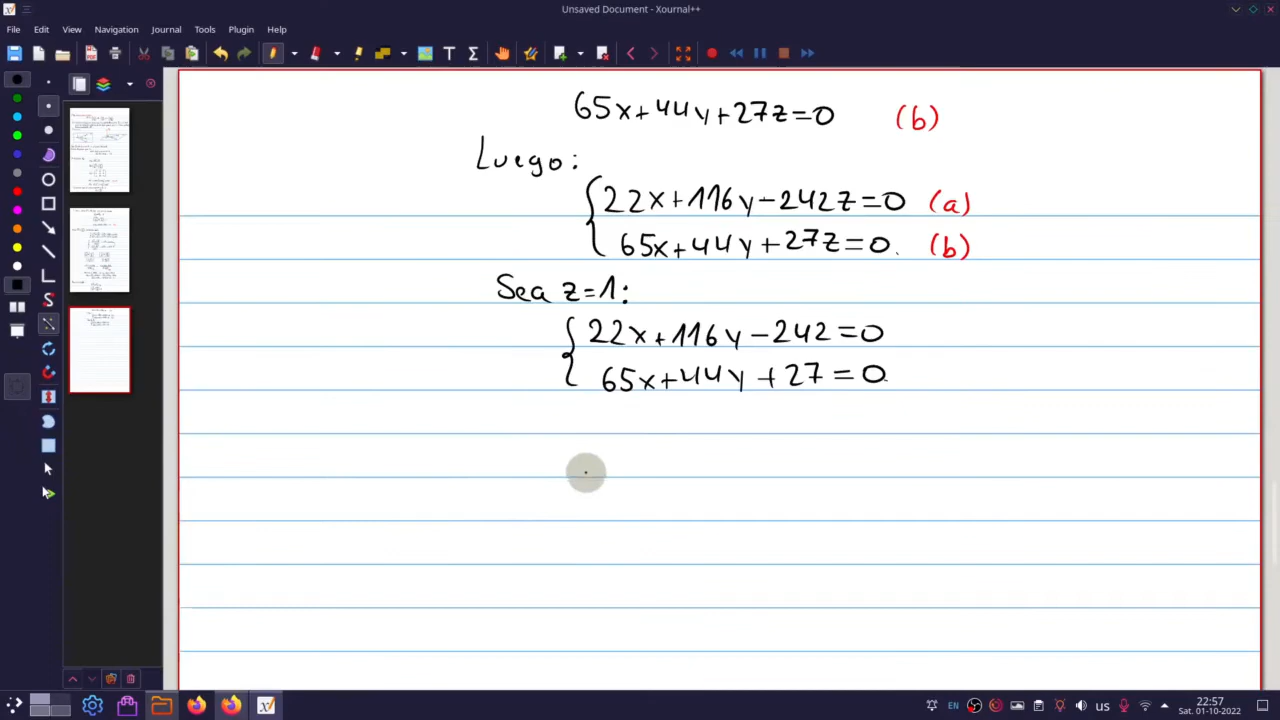 Unsaved Document - Xournal++
File Edit View Navigation Journal Tools Plugin Help
65x+44y+27z=0 (b)
Luego:
22x+116y-242z=0 (a)
65x+44y+27z=0. (b)
Sea z=1:
22x+116y-242=0
65x+44y+27=0.
EN us 22:57
Sat. 01-10-2022